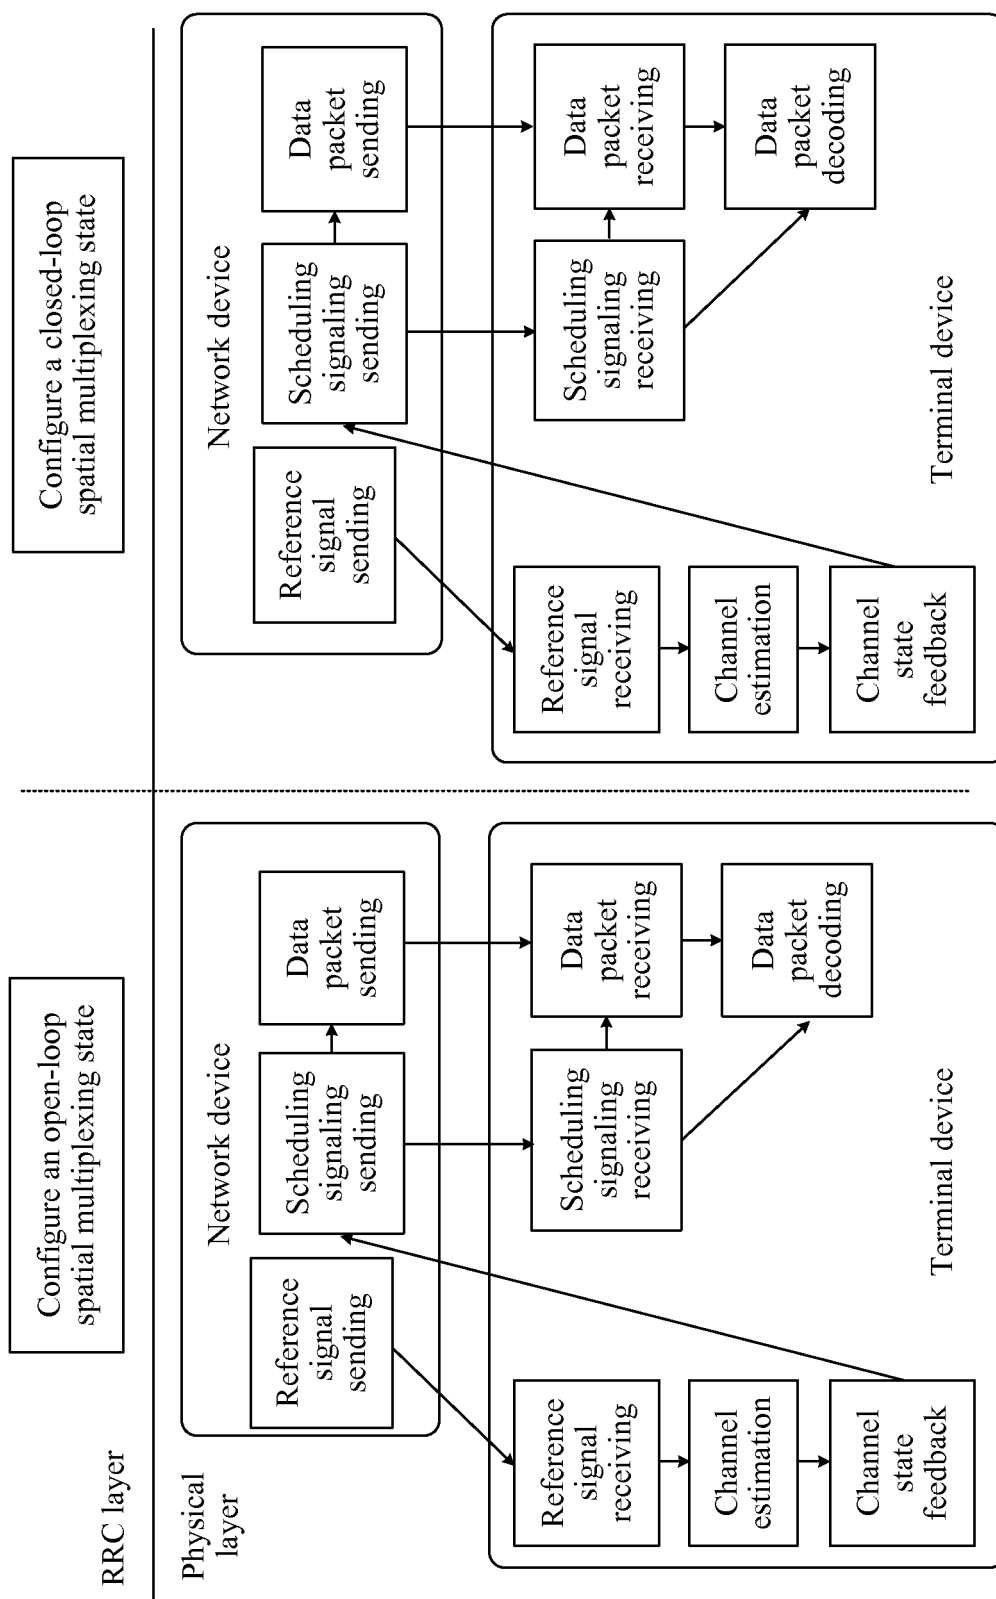 RRC layer
Configure an open-loop
spatial multiplexing state
Configure a closed-loop
spatial multiplexing state
Physical
layer
Network device
Reference
signal
sending
Scheduling
signaling
sending
Data
packet
sending
Reference
signal
receiving
Channel
estimation
Channel
state
feedback
Scheduling
signaling
receiving
Data
packet
receiving
Data
packet
decoding
Terminal device
Network device
Reference
signal
sending
Scheduling
signaling
sending
Data
packet
sending
Reference
signal
receiving
Channel
estimation
Channel
state
feedback
Scheduling
signaling
receiving
Data
packet
receiving
Data
packet
decoding
Terminal device